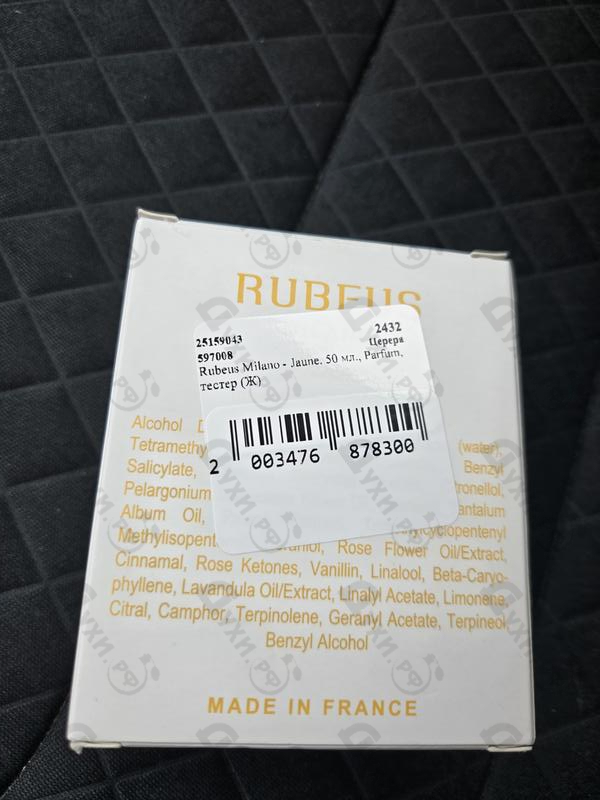 RUBEUS
25159043 2432
597008 Церера
Rubeus Milano - Jaune. 50 мл., Parfum,
тестер (Ж)
2 003476 878300
Alcohol
Tetramethy (water),
Salicylate, Benzyl
Pelargonium
Album Oil,
Methylisopent Rose Flower Oil/Extract,
Cinnamal, Rose Ketones, Vanillin, Linalool, Beta-Caryo-
phyllene, Lavandula Oil/Extract, Linalyl Acetate, Limonene,
Citral, Camphor, Terpinolene, Geranyl Acetate, Terpineol,
Benzyl Alcohol
MADE IN FRANCE
духи.рф